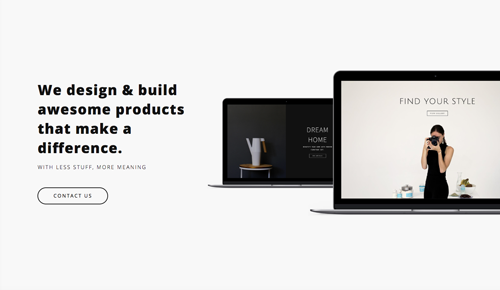 We design & build
awesome products
that make a
difference.
WITH LESS STUFF, MORE MEANING
CONTACT US
DREAM
HOME
FIND YOUR STYLE